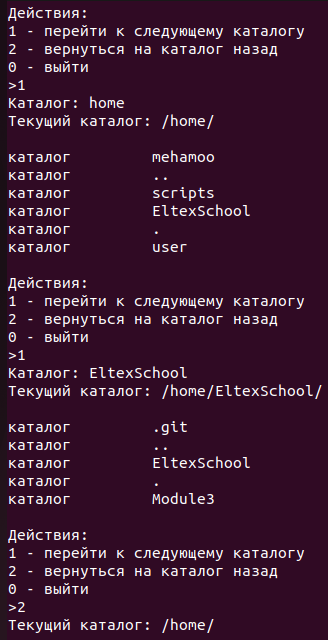 Действия:
1 - перейти к следующему каталогу
2 - вернуться на каталог назад
0 - выйти
>1
Каталог: home
Текущий каталог: /home/
каталог mehamoo
каталог ..
каталог scripts
каталог EltexSchool
каталог .
каталог user
Действия:
1 - перейти к следующему каталогу
2 - вернуться на каталог назад
0 - выйти
>1
Каталог: EltexSchool
Текущий каталог: /home/EltexSchool/
каталог .git
каталог ..
каталог EltexSchool
каталог .
каталог Module3
Действия:
1 - перейти к следующему каталогу
2 - вернуться на каталог назад
0 - выйти
>2
Текущий каталог: /home/